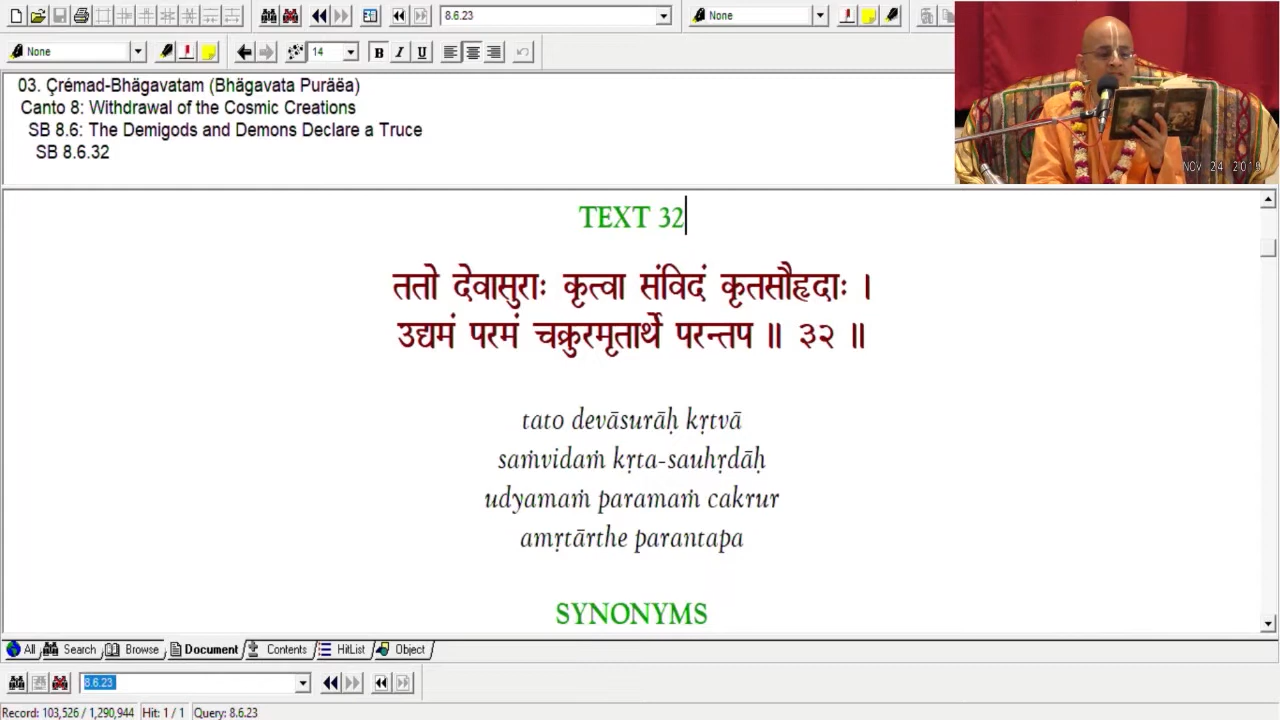 8.6.23
None
None
14
B I U
03. Çrémad-Bhägavatam (Bhägavata Puräëa)
Canto 8: Withdrawal of the Cosmic Creations
SB 8.6: The Demigods and Demons Declare a Truce
SB 8.6.32
NOV 24 2019
TEXT 32
ततो देवासुराः कृत्वा संविदं कृतसौहृदाः ।
उद्यमं परमं चक्रुरमृतार्थे परन्तप ॥ ३२ ॥
tato devāsurāḥ kṛtvā
saṁvidaṁ kṛta-sauhṛdāḥ
udyamaṁ paramaṁ cakrur
amṛtārthe parantapa
SYNONYMS
All Search Browse Document Contents HitList Object
8.6.23
Record: 103,526 / 1,290,944 Hit: 1 / 1 Query: 8.6.23